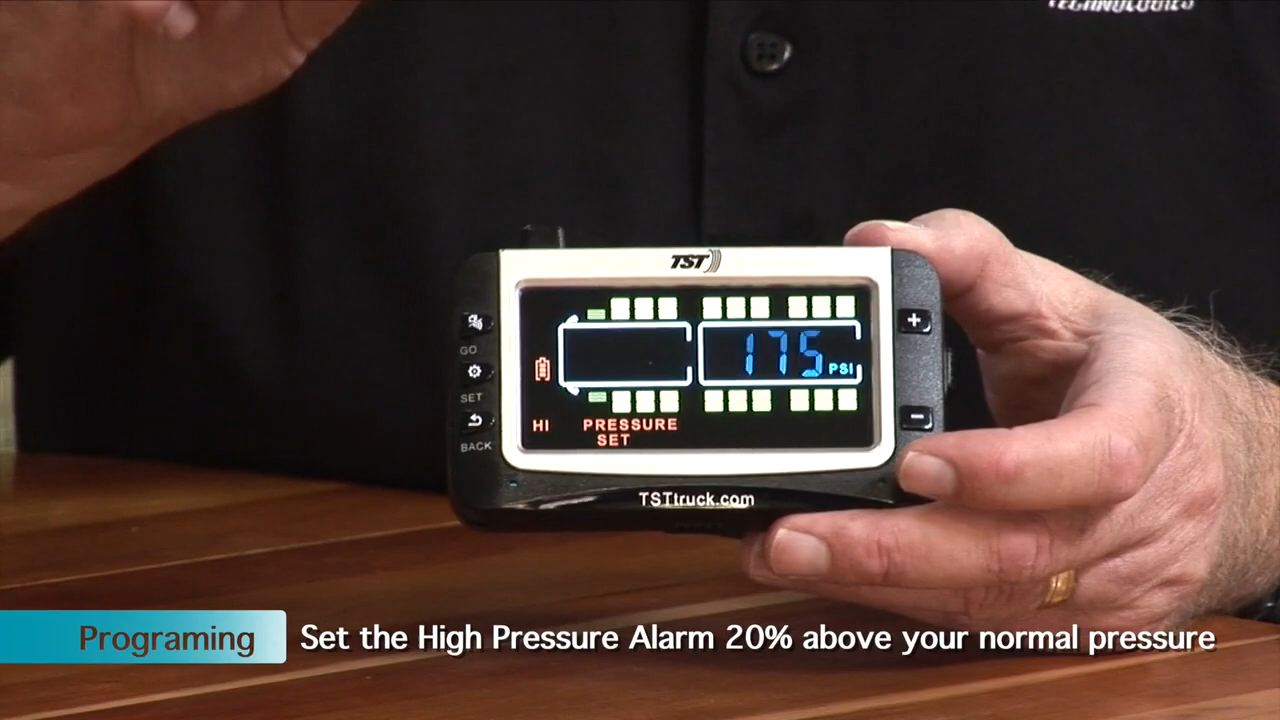 TECHNOLOGIES
TST
GO
SET
BACK
+
-
175 PSI
HI PRESSURE
SET
TSTtruck.com
Programing
Set the High Pressure Alarm 20% above your normal pressure